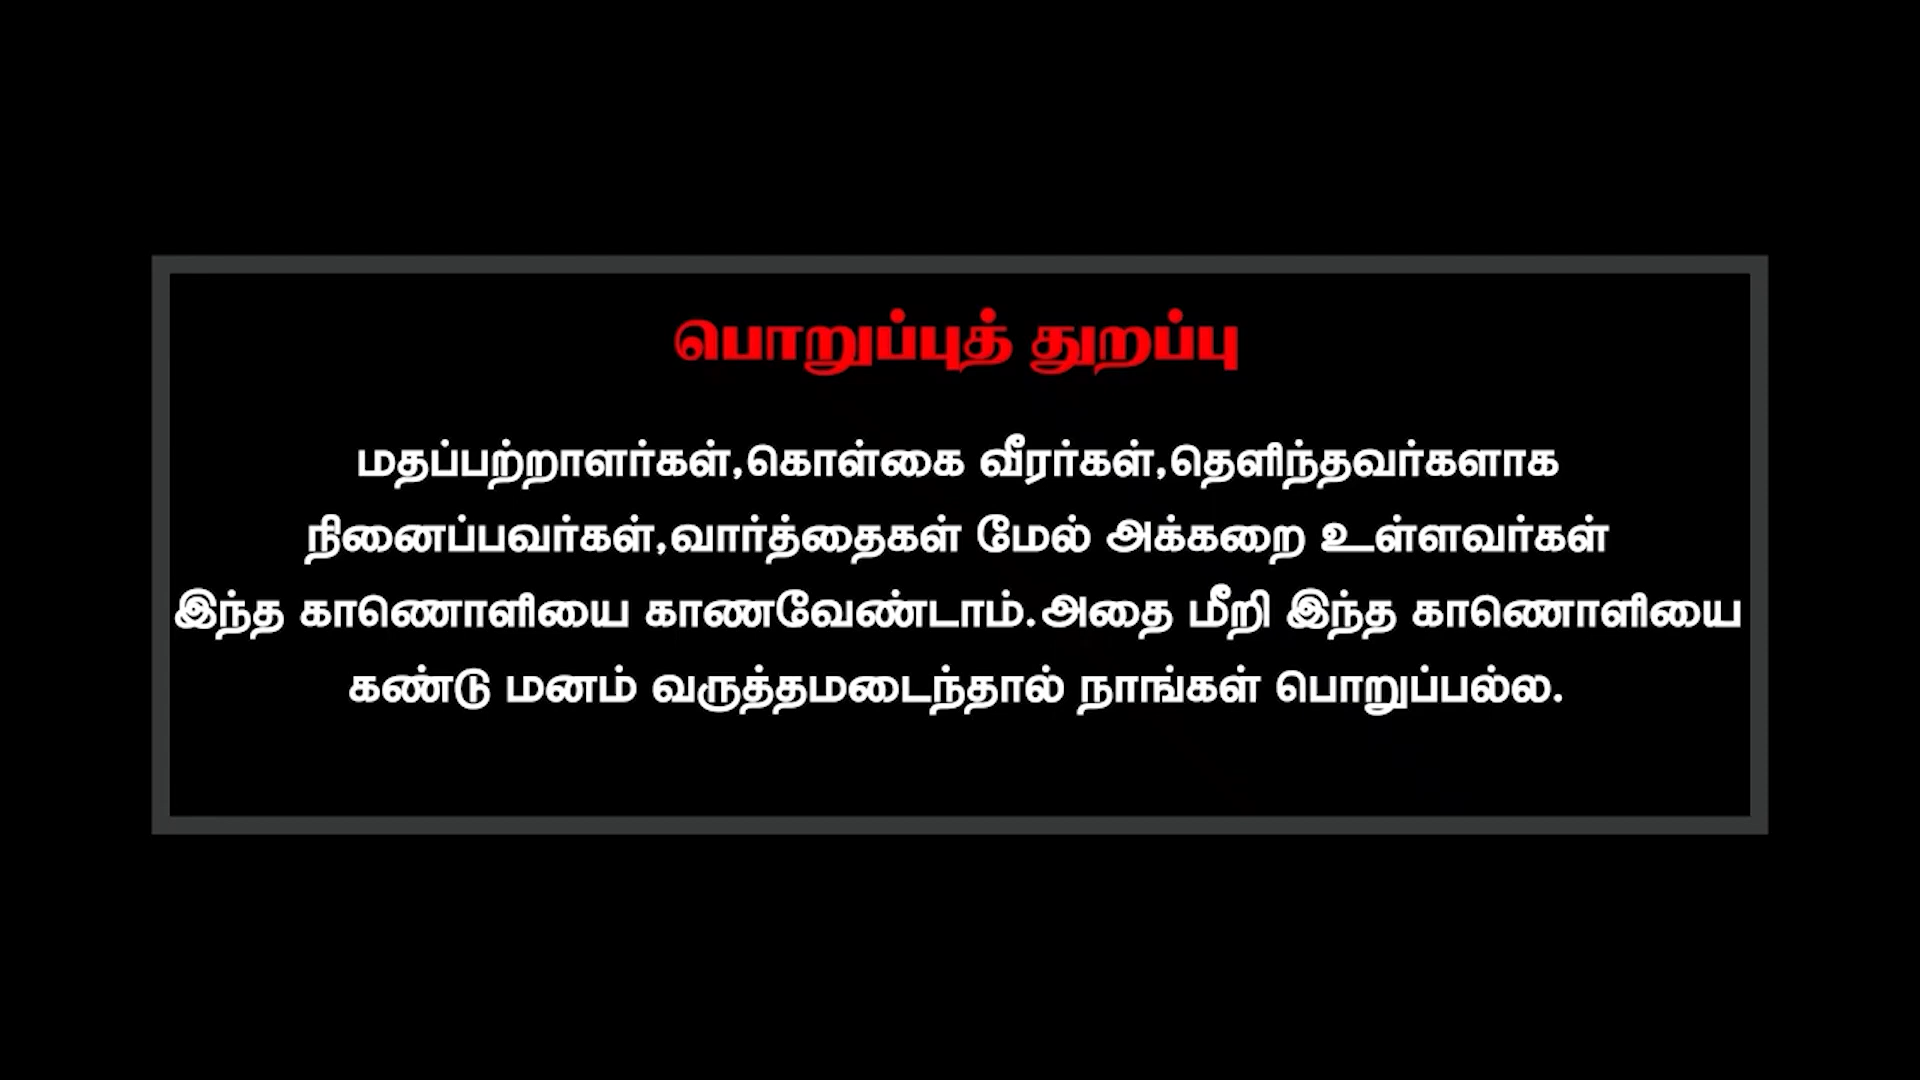 பொறுப்புத் துறப்பு
மதப்பற்றாளர்கள்,கொள்கை வீரர்கள்,தெளிந்தவர்களாக
நினைப்பவர்கள்,வார்த்தைகள் மேல் அக்கறை உள்ளவர்கள்
இந்த காணொளியை காணவேண்டாம்.அதை மீறி இந்த காணொளியை
கண்டு மனம் வருத்தமடைந்தால் நாங்கள் பொறுப்பல்ல.